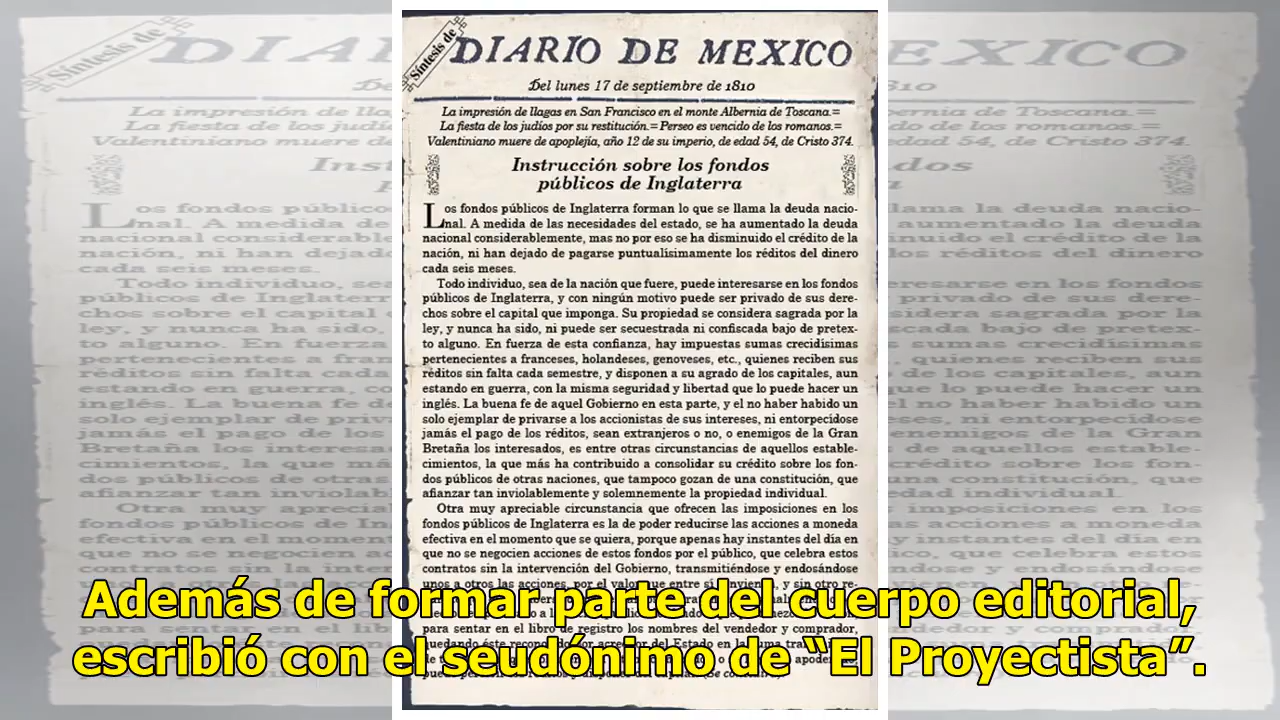 Síntesis de
DIARIO DE MEXICO
Del lunes 17 de septiembre de 1810
La impresión de llagas en San Francisco en el monte Albernia de Toscana.=
La fiesta de los judíos por su restitución.= Perseo es vencido de los romanos.=
Valentiniano muere de apoplejía, año 12 de su imperio, de edad 54, de Cristo 374.
Instrucción sobre los fondos
públicos de Inglaterra
Los fondos públicos de Inglaterra forman lo que se llama la deuda nacio-
nal. A medida de las necesidades del estado, se ha aumentado la deuda
nacional considerablemente, mas no por eso se ha disminuido el crédito de la
nación, ni han dejado de pagarse puntualísimamente los réditos del dinero
cada seis meses.
Todo individuo, sea de la nación que fuere, puede interesarse en los fondos
públicos de Inglaterra, y con ningún motivo puede ser privado de sus dere-
chos sobre el capital que imponga. Su propiedad se considera sagrada por la
ley, y nunca ha sido, ni puede ser secuestrada ni confiscada bajo de pretex-
to alguno. En fuerza de esta confianza, hay impuestas sumas crecidísimas
pertenecientes a franceses, holandeses, genoveses, etc., quienes reciben sus
réditos sin falta cada semestre, y disponen a su agrado de los capitales, aun
estando en guerra, con la misma seguridad y libertad que lo puede hacer un
inglés. La buena fe de aquel Gobierno en esta parte, y el no haber habido un
solo ejemplar de privarse a los accionistas de sus intereses, ni entorpecídose
jamás el pago de los réditos, sean extranjeros o no, o enemigos de la Gran
Bretaña los interesados, es entre otras circunstancias de aquellos estable-
cimientos, la que más ha contribuido a consolidar su crédito sobre los fon-
dos públicos de otras naciones, que tampoco gozan de una constitución, que
afianzar tan inviolablemente y solemnemente la propiedad individual.
Otra muy apreciable circunstancia que ofrecen las imposiciones en los
fondos públicos de Inglaterra es la de poder reducirse las acciones a moneda
efectiva en el momento que se quiera, porque apenas hay instantes del día en
que no se negocien acciones de estos fondos por el público, que celebra estos
contratos sin la intervención del Gobierno, transmitiéndose y endosándose
unos a otros las acciones, por el valor que entre sí convienen, y sin otro re-
para sentar en el libro de registro los nombres del vendedor y comprador,
Además de formar parte del cuerpo editorial,
escribió con el seudónimo de “El Proyectista”.